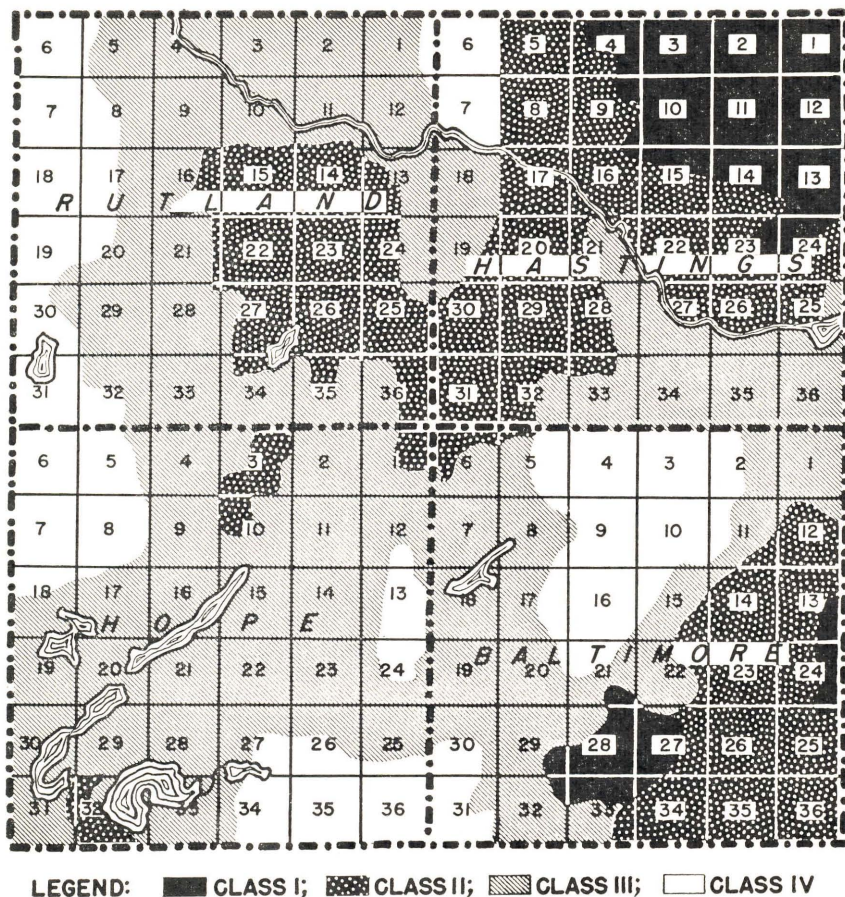 6 5 4 3 2 1 6 5 4 3 2 1
7 8 9 10 11 12 7 8 9 10 11 12
18 17 16 15 14 13 18 17 16 15 14 13
RUTLAND
19 20 21 22 23 24 19 20 21 22 23 24
HASTINGS
30 29 28 27 26 25 30 29 28 27 26 25
31 32 33 34 35 36 31 32 33 34 35 36
6 5 4 3 2 1 6 5 4 3 2 1
7 8 9 10 11 12 7 8 9 10 11 12
18 17 16 15 14 13 18 17 16 15 14 13
HOPE
BALTIMORE
19 20 21 22 23 24 19 20 21 22 23 24
30 29 28 27 26 25 30 29 28 27 26 25
31 32 33 34 35 36 31 32 33 34 35 36
LEGEND: CLASS I; CLASS II; CLASS III; CLASS IV